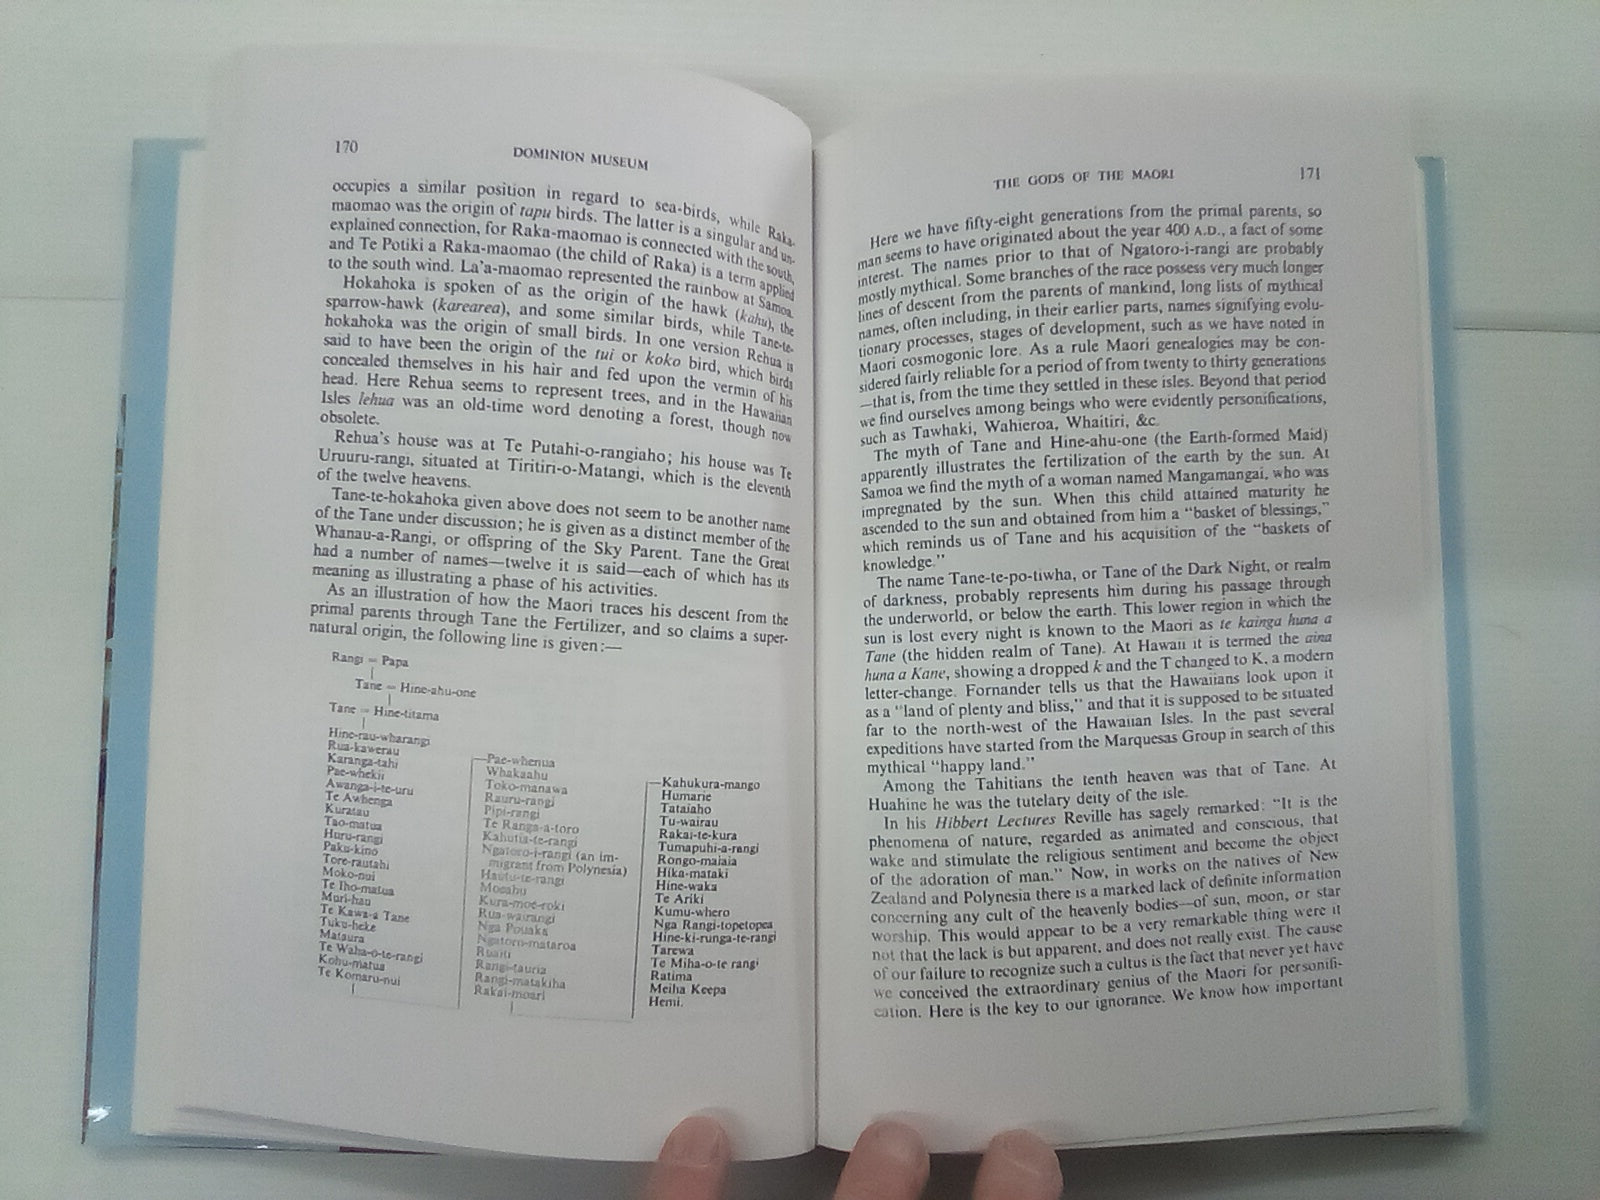 170
DOMINION MUSEUM
occupies a similar position in regard to sea-birds, while Raka-
maomao was the origin of tapu birds. The latter is a singular and un-
explained connection, for Raka-maomao is connected with the south,
and Te Potiki a Raka-maomao (the child of Raka) is a term applied
to the south wind. La'a-maomao represented the rainbow at Samoa.
Hokahoka is spoken of as the origin of the hawk (kahu), the
sparrow-hawk (karearea), and some similar birds, while Tane-te-
hokahoka was the origin of small birds. In one version Rehua is
said to have been the origin of the tui or koko bird, which birds
concealed themselves in his hair and fed upon the vermin of his
head. Here Rehua seems to represent trees, and in the Hawaiian
Isles lehua was an old-time word denoting a forest, though now
obsolete.
Rehua's house was at Te Putahi-o-rangiaho; his house was Te
Uruuru-rangi, situated at Tiritiri-o-Matangi, which is the eleventh
of the twelve heavens.
Tane-te-hokahoka given above does not seem to be another name
of the Tane under discussion; he is given as a distinct member of the
Whanau-a-Rangi, or offspring of the Sky Parent. Tane the Great
had a number of names—twelve it is said—each of which has its
meaning as illustrating a phase of his activities.
As an illustration of how the Maori traces his descent from the
primal parents through Tane the Fertilizer, and so claims a super-
natural origin, the following line is given:—
Rangi = Papa
Tane = Hine-ahu-one
Tane = Hine-titama
Hine-rau-wharangi
Rua-kawerau
Karanga-tahi
Pae-whekii
Awanga-i-te-uru
Te Awhenga
Kuratau
Tao-matua
Huru-rangi
Paku-kino
Tore-rautahi
Moko-nui
Te Iho-matua
Muri-hau
Te Kawa-a Tane
Tuku-heke
Mataura
Te Waha-o-te-rangi
Kohu-matua
Te Komaru-nui
Pae-whenua
Whakaahu
Toko-manawa
Rauru-rangi
Pipi-rangi
Te Ranga-a-toro
Kahutia-te-rangi
Ngatoro-i-rangi (an im-
migrant from Polynesia)
Hautu-te-rangi
Moeahu
Kura-moe-roki
Rua-wairangi
Nga Pouaka
Ngatoro-mataroa
Ruaiti
Rangi-tauria
Rangi-matakiha
Rakai-moari
Kahukura-mango
Humarie
Tataiaho
Tu-wairau
Rakai-te-kura
Tumapuhi-a-rangi
Rongo-maiaia
Hika-mataki
Hine-waka
Te Ariki
Kumu-whero
Nga Rangi-topetopea
Hine-ki-runga-te-rangi
Tarewa
Te Miha-o-te rangi
Ratima
Meiha Keepa
Hemi.
THE GODS OF THE MAORI
171
Here we have fifty-eight generations from the primal parents, so
man seems to have originated about the year 400 A.D., a fact of some
interest. The names prior to that of Ngatoro-i-rangi are probably
mostly mythical. Some branches of the race possess very much longer
lines of descent from the parents of mankind, long lists of mythical
names, often including, in their earlier parts, names signifying evolu-
tionary processes, stages of development, such as we have noted in
Maori cosmogonic lore. As a rule Maori genealogies may be con-
sidered fairly reliable for a period of from twenty to thirty generations
—that is, from the time they settled in these isles. Beyond that period
we find ourselves among beings who were evidently personifications,
such as Tawhaki, Wahieroa, Whaitiri, &c.
The myth of Tane and Hine-ahu-one (the Earth-formed Maid)
apparently illustrates the fertilization of the earth by the sun. At
Samoa we find the myth of a woman named Mangamangai, who was
impregnated by the sun. When this child attained maturity he
ascended to the sun and obtained from him a "basket of blessings,"
which reminds us of Tane and his acquisition of the "baskets of
knowledge."
The name Tane-te-po-tiwha, or Tane of the Dark Night, or realm
of darkness, probably represents him during his passage through
the underworld, or below the earth. This lower region in which the
sun is lost every night is known to the Maori as te kainga huna a
Tane (the hidden realm of Tane). At Hawaii it is termed the aina
huna a Kane, showing a dropped k and the T changed to K, a modern
letter-change. Fornander tells us that the Hawaiians look upon it
as a "land of plenty and bliss," and that it is supposed to be situated
far to the north-west of the Hawaiian Isles. In the past several
expeditions have started from the Marquesas Group in search of this
mythical "happy land."
Among the Tahitians the tenth heaven was that of Tane. At
Huahine he was the tutelary deity of the isle.
In his Hibbert Lectures Reville has sagely remarked: "It is the
phenomena of nature, regarded as animated and conscious, that
wake and stimulate the religious sentiment and become the object
of the adoration of man." Now, in works on the natives of New
Zealand and Polynesia there is a marked lack of definite information
concerning any cult of the heavenly bodies—of sun, moon, or star
worship. This would appear to be a very remarkable thing were it
not that the lack is but apparent, and does not really exist. The cause
of our failure to recognize such a cultus is the fact that never yet have
we conceived the extraordinary genius of the Maori for personifi-
cation. Here is the key to our ignorance. We know how important